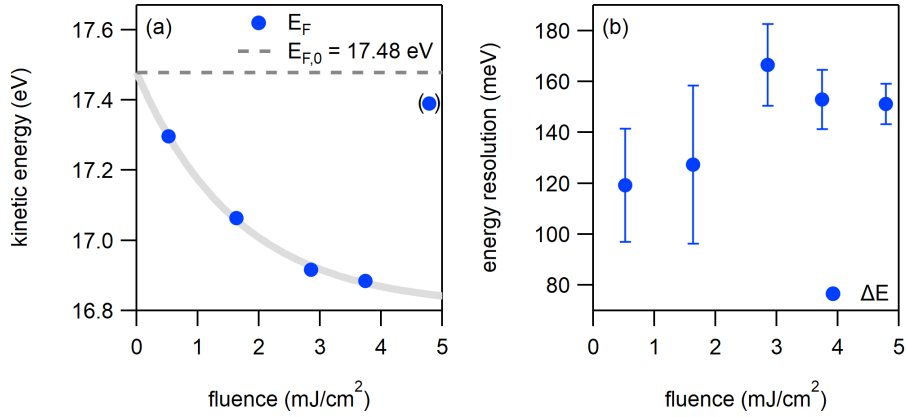 (a)
E_F
E_F,0 = 17.48 eV
17.6
17.4
17.2
17.0
16.8
kinetic energy (eV)
( )
0 1 2 3 4 5
fluence (mJ/cm²)
(b)
180
160
140
120
100
80
energy resolution (meV)
ΔE
0 1 2 3 4 5
fluence (mJ/cm²)